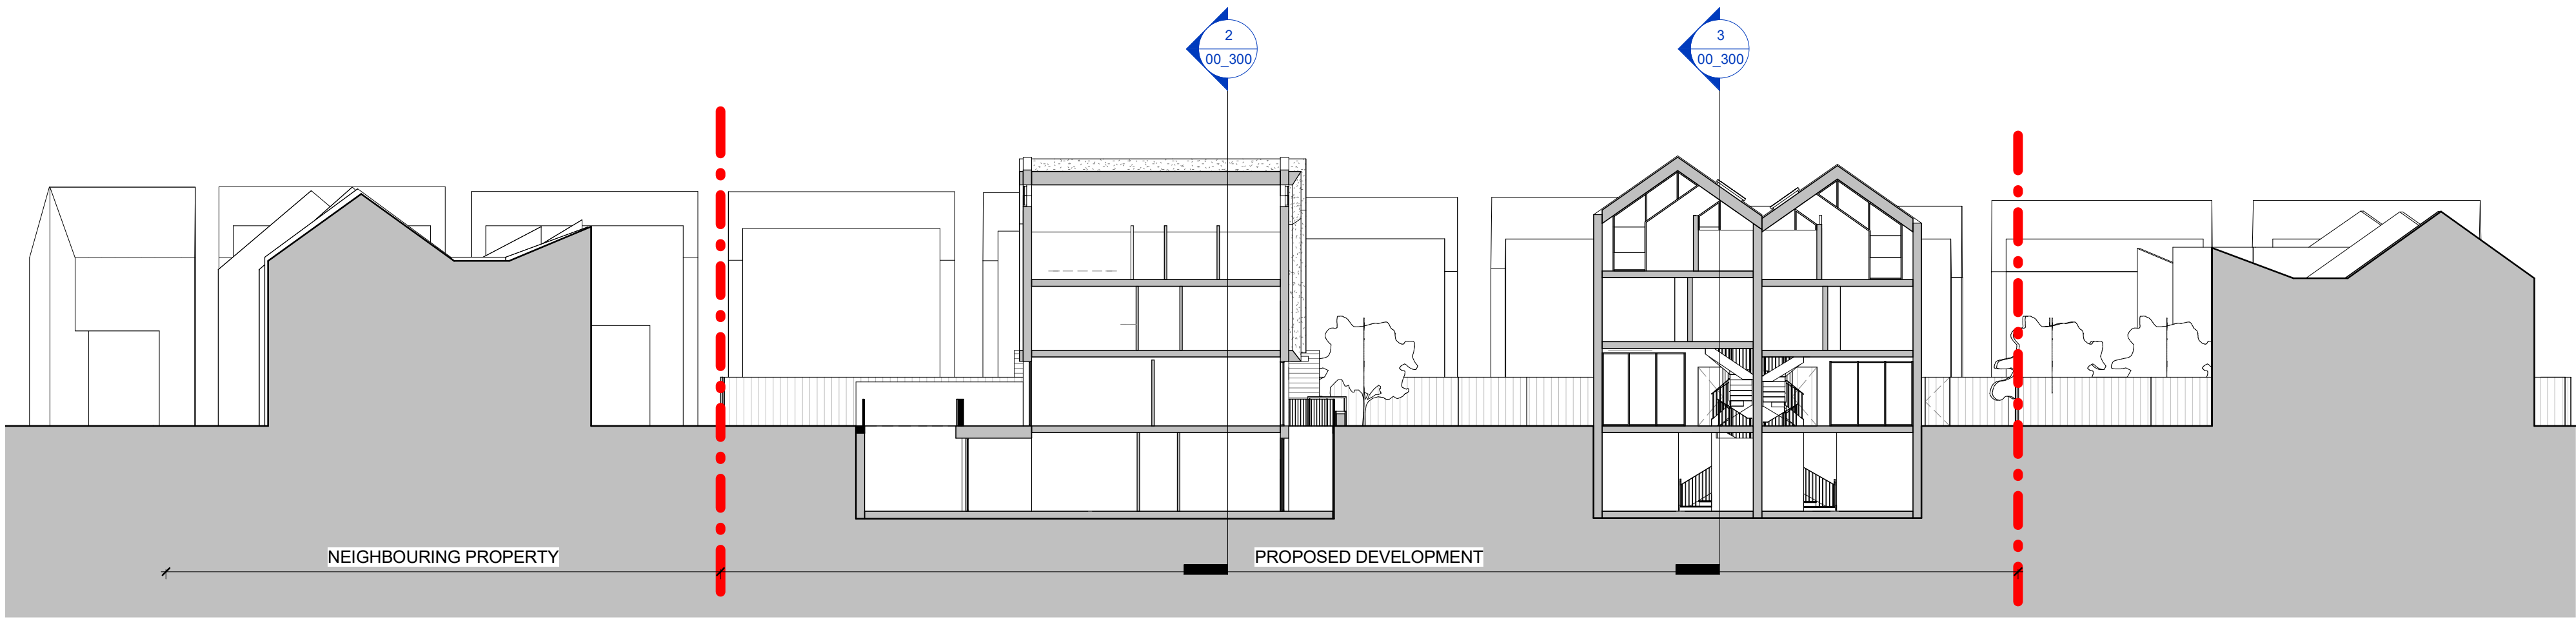 2
00_300
3
00_300
NEIGHBOURING PROPERTY
PROPOSED DEVELOPMENT